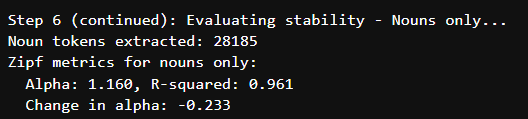 Step 6 (continued): Evaluating stability - Nouns only...
Noun tokens extracted: 28185
Zipf metrics for nouns only:
  Alpha: 1.160, R-squared: 0.961
  Change in alpha: -0.233